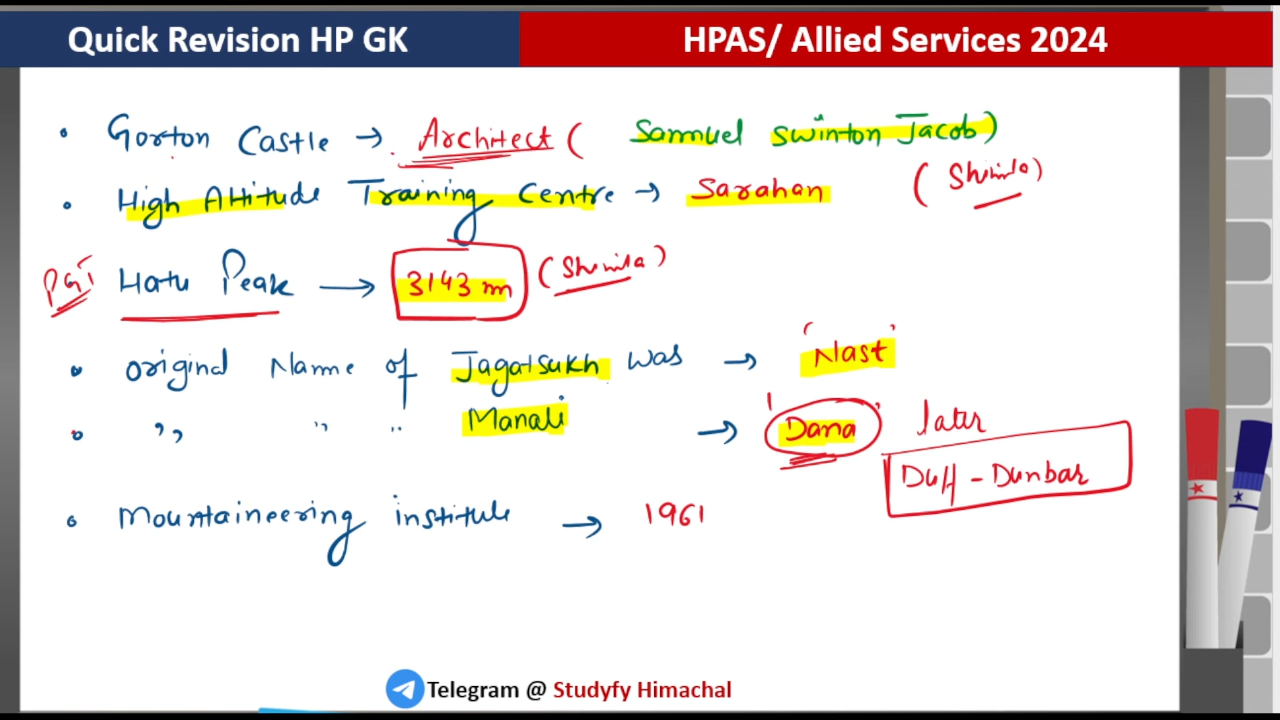 Quick Revision HP GK
HPAS/ Allied Services 2024
• Gorton Castle → Architect ( Samuel Swinton Jacob)
• High Altitude Training Centre → Sarahan (Shimla)
PGT Hatu Peak → 3143 m (Shimla)
• Original Name of Jagatsukh was → 'Nast'
• ,, ,, ,, Manali → 'Dana' later
Duff - Dunbar
• Mountaineering institute → 1961
Telegram @ Studyfy Himachal